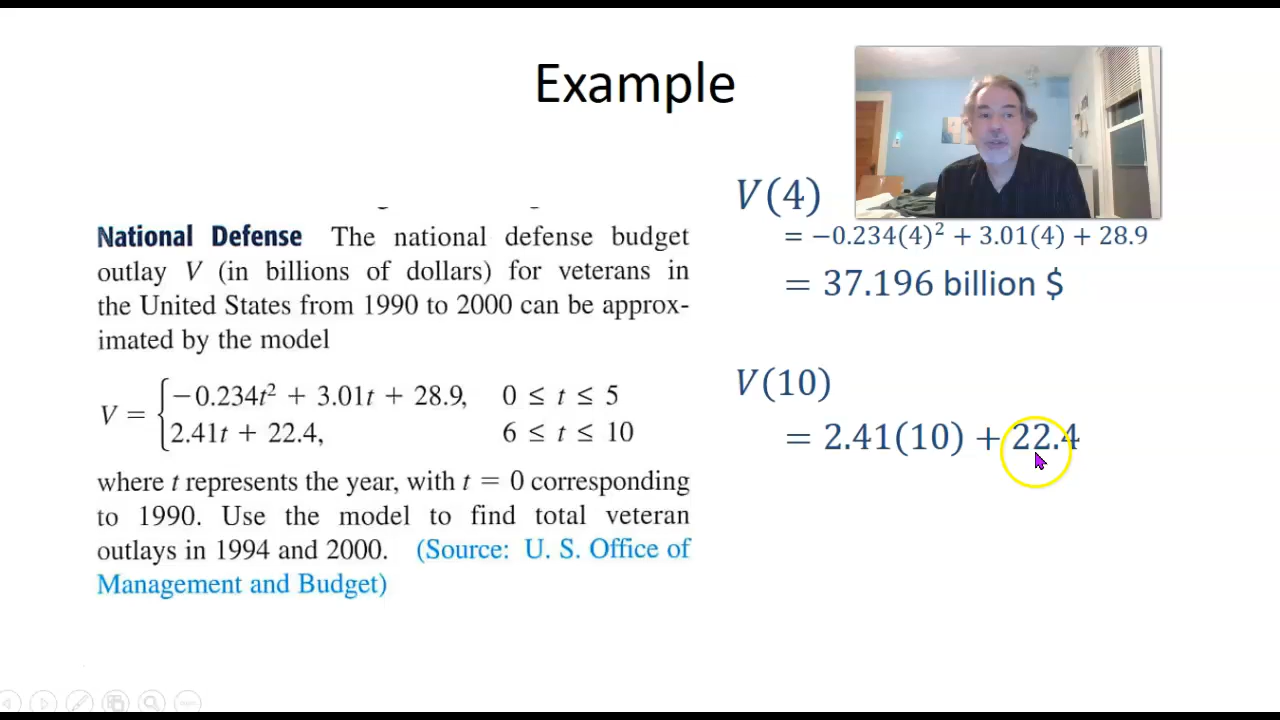 Example
National Defense The national defense budget
outlay V (in billions of dollars) for veterans in
the United States from 1990 to 2000 can be approx-
imated by the model
V = { −0.234t² + 3.01t + 28.9, 0 ≤ t ≤ 5
2.41t + 22.4, 6 ≤ t ≤ 10
where t represents the year, with t = 0 corresponding
to 1990. Use the model to find total veteran
outlays in 1994 and 2000. (Source: U. S. Office of
Management and Budget)
V(4)
= −0.234(4)² + 3.01(4) + 28.9
= 37.196 billion $
V(10)
= 2.41(10) + 22.4